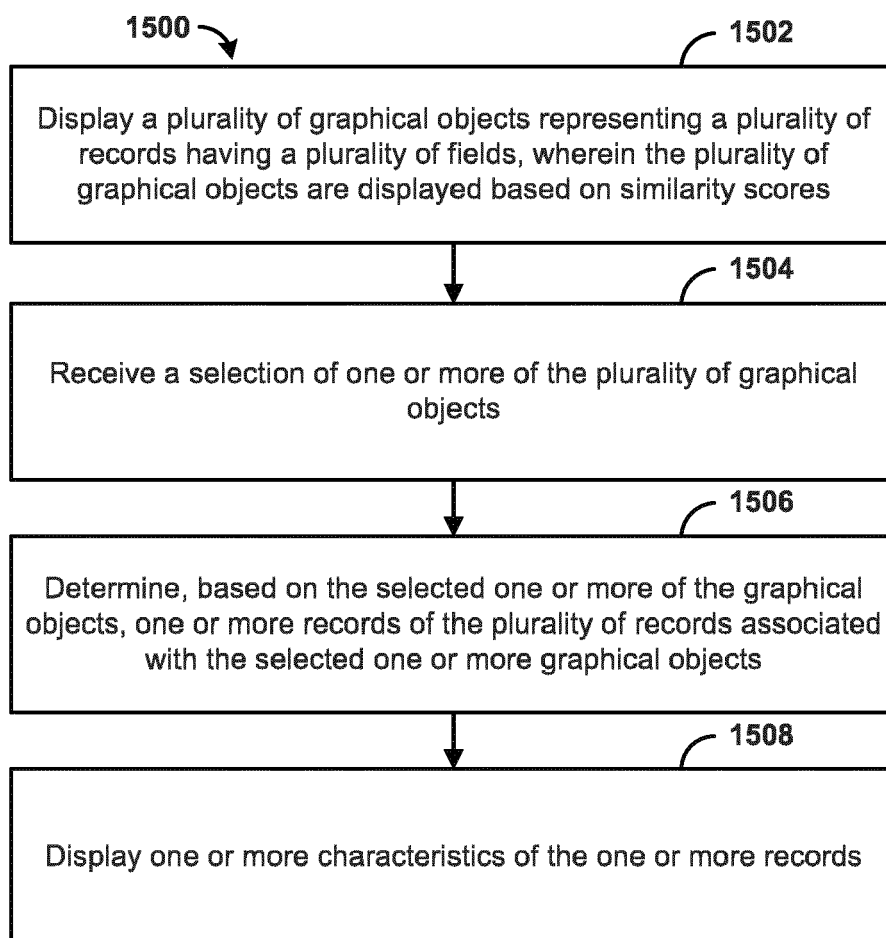 1500
1502
Display a plurality of graphical objects representing a plurality of
records having a plurality of fields, wherein the plurality of
graphical objects are displayed based on similarity scores
1504
Receive a selection of one or more of the plurality of graphical
objects
1506
Determine, based on the selected one or more of the graphical
objects, one or more records of the plurality of records associated
with the selected one or more graphical objects
1508
Display one or more characteristics of the one or more records